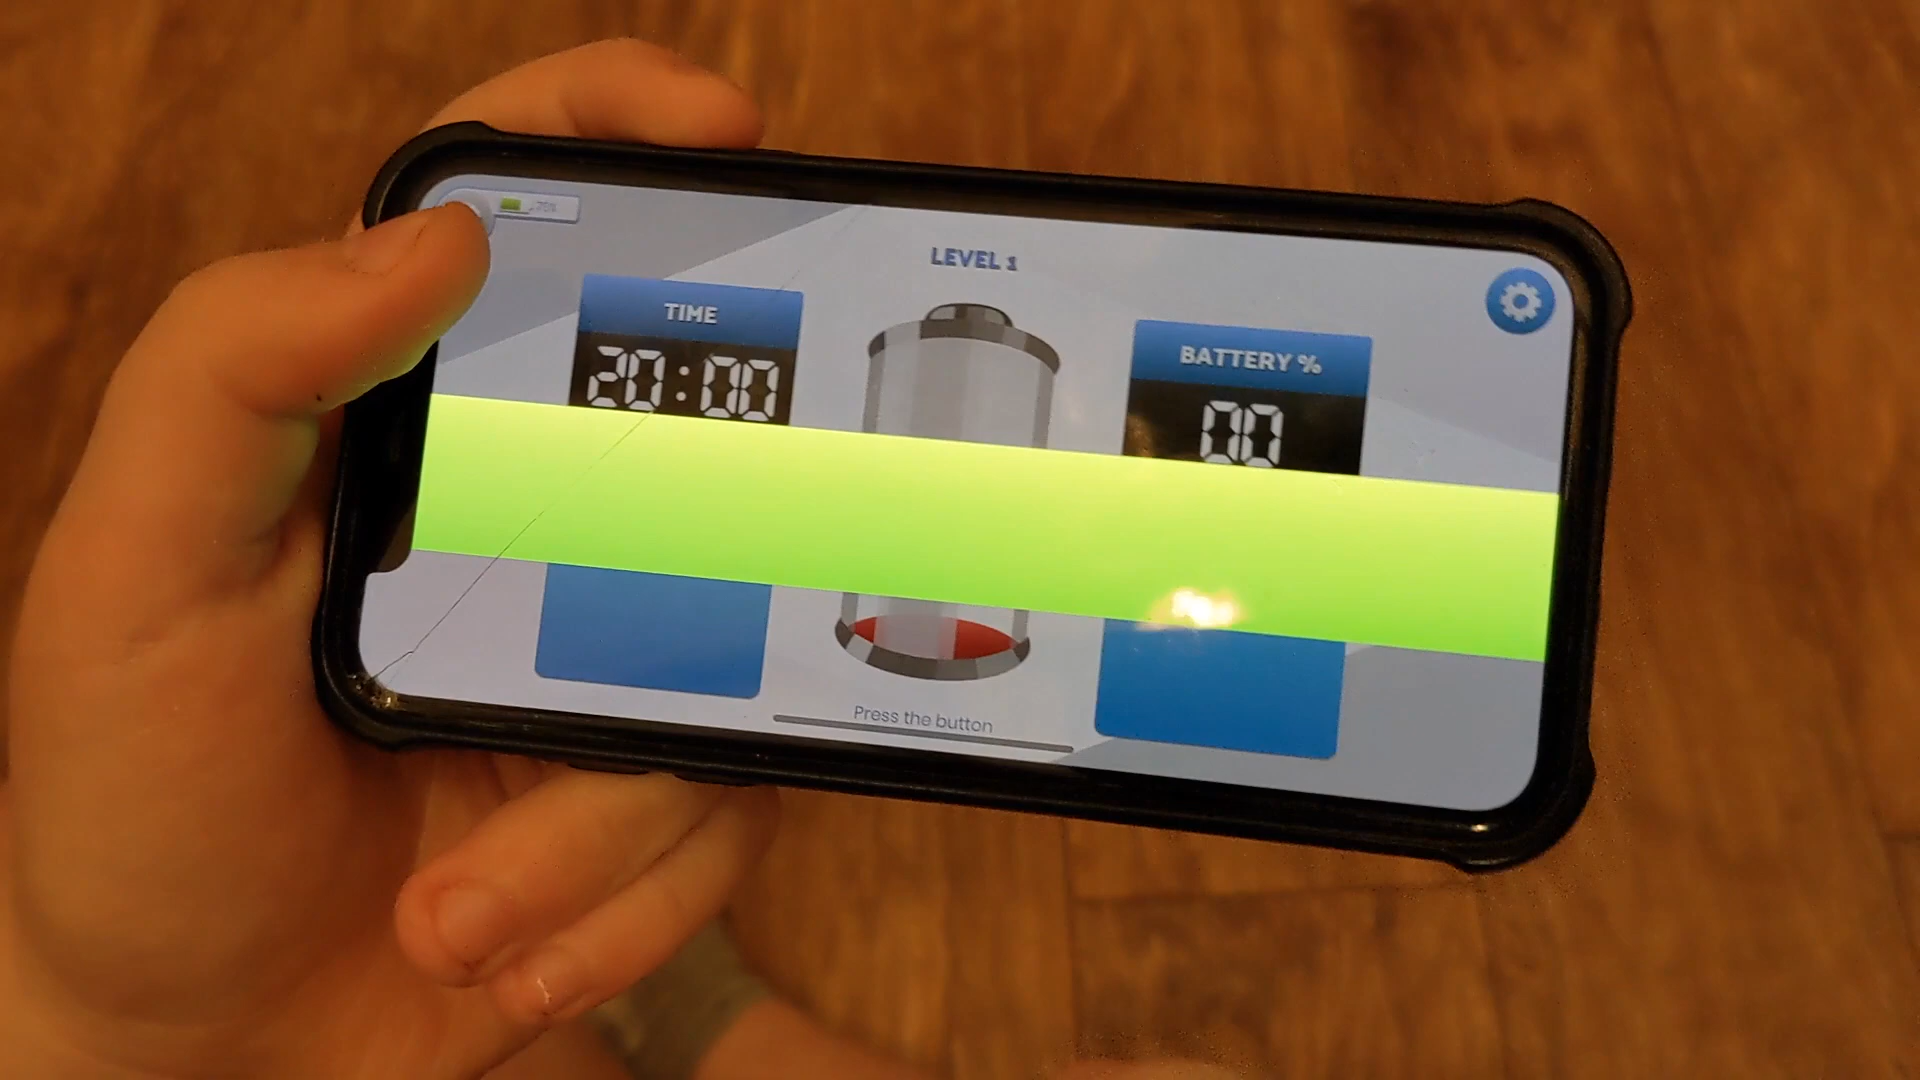 LEVEL 1
TIME
20:00
BATTERY %
00
Press the button